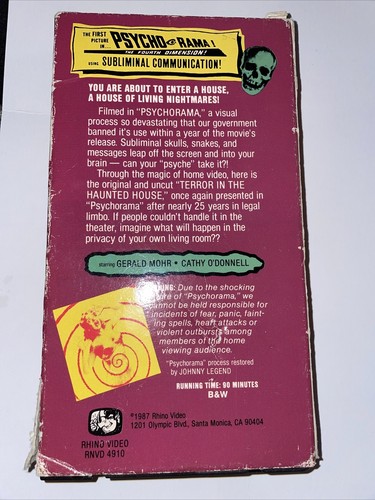 THE FIRST
PICTURE
IN...
PSYCHO-RAMA!
THE FOURTH DIMENSION!
USING SUBLIMINAL COMMUNICATION!
YOU ARE ABOUT TO ENTER A HOUSE,
A HOUSE OF LIVING NIGHTMARES!
Filmed in "PSYCHORAMA," a visual
process so devastating that our government
banned it's use within a year of the movie's
release. Subliminal skulls, snakes, and
messages leap off the screen and into your
brain — can your "psyche" take it?
Through the magic of home video, here
is the original and uncut "TERROR IN THE
HAUNTED HOUSE," once again presented in
"Psychorama" after nearly 25 years in legal
limbo. If people couldn't handle it in the
theater, imagine what will happen in the
privacy of your own living room??
starring GERALD MOHR • CATHY O'DONNELL
Due to the shocking
of "Psychorama," we
cannot be held responsible for
incidents of fear, panic, faint-
ing spells, heart attacks or
violent outbursts among
members of the home
viewing audience.
"Psychorama" process restored
by JOHNNY LEGEND
RUNNING TIME: 90 MINUTES
B&W
RHINO VIDEO
RNVD 4910
©1987 Rhino Video
1201 Olympic Blvd., Santa Monica, CA 90404